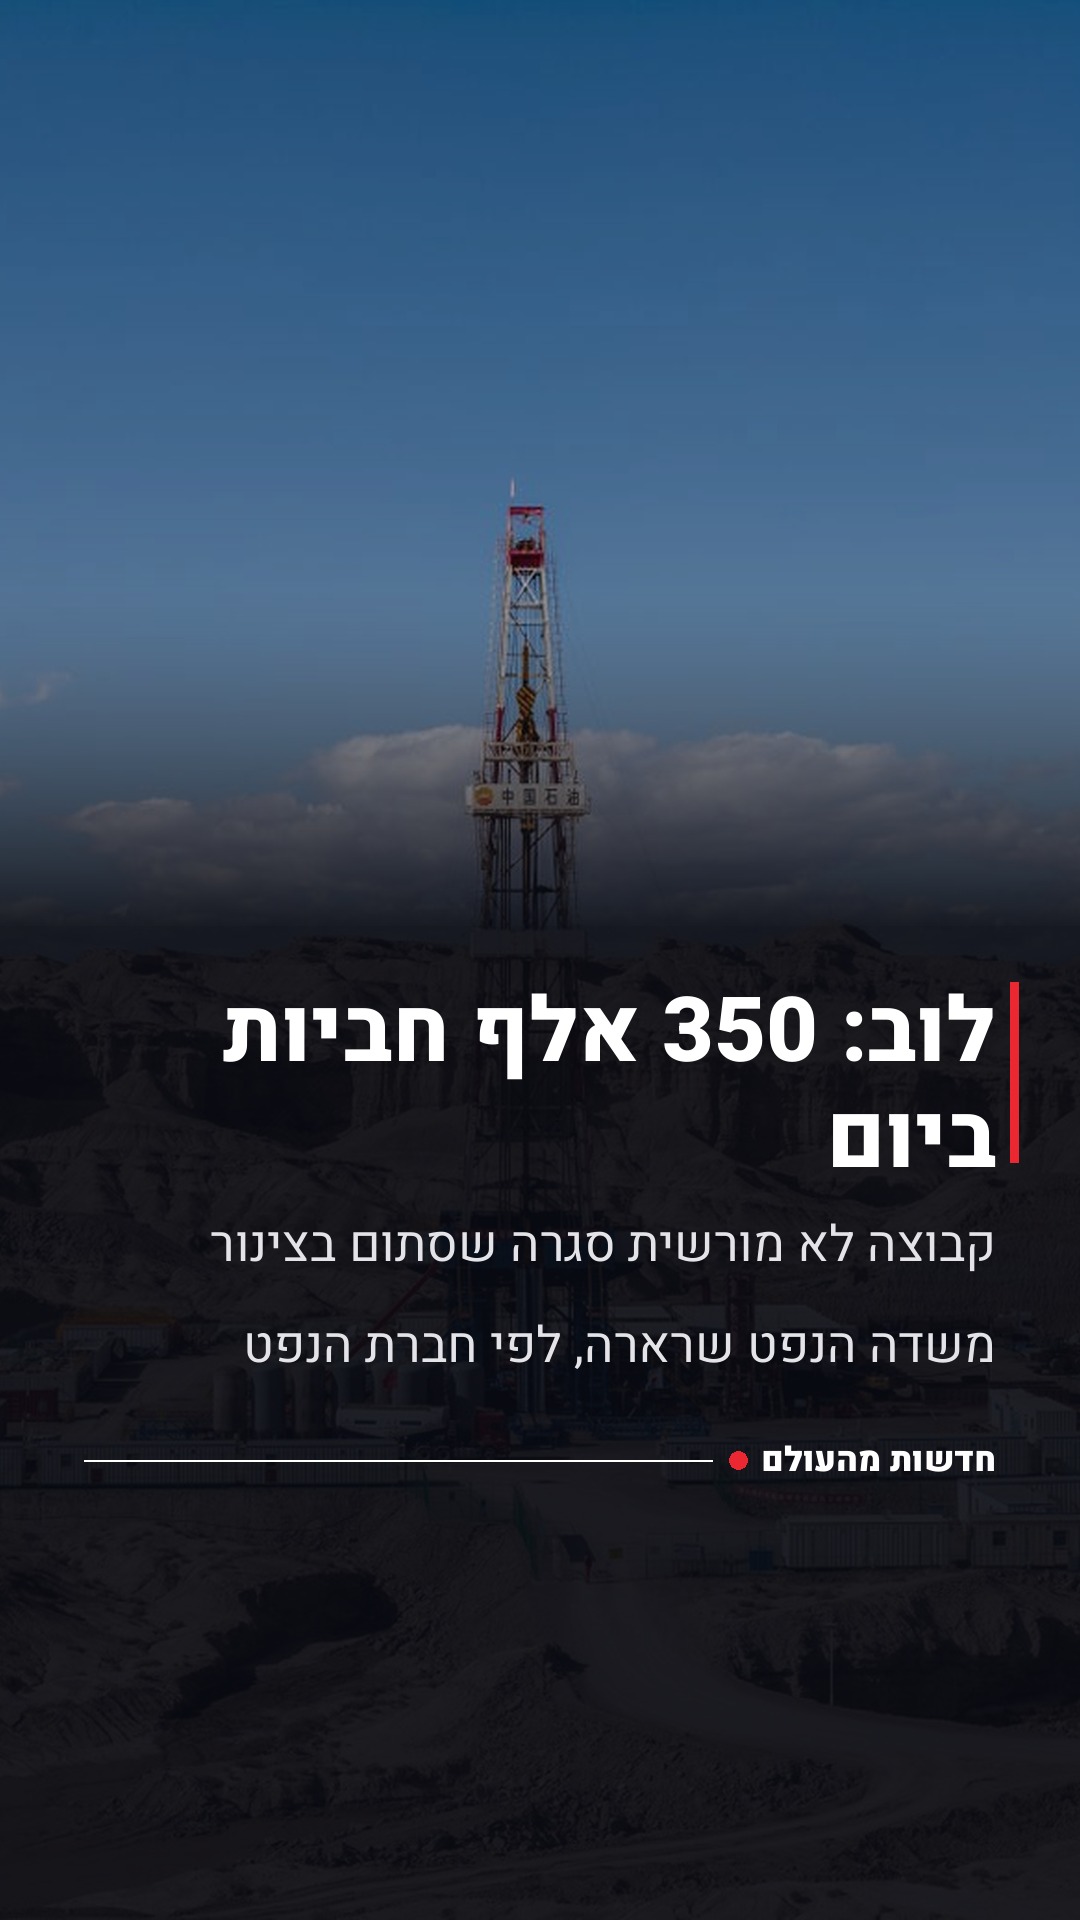 中国石油
לוב: 350 אלף חביות
ביום
קבוצה לא מורשית סגרה שסתום בצינור
משדה הנפט שרארה, לפי חברת הנפט
חדשות מהעולם